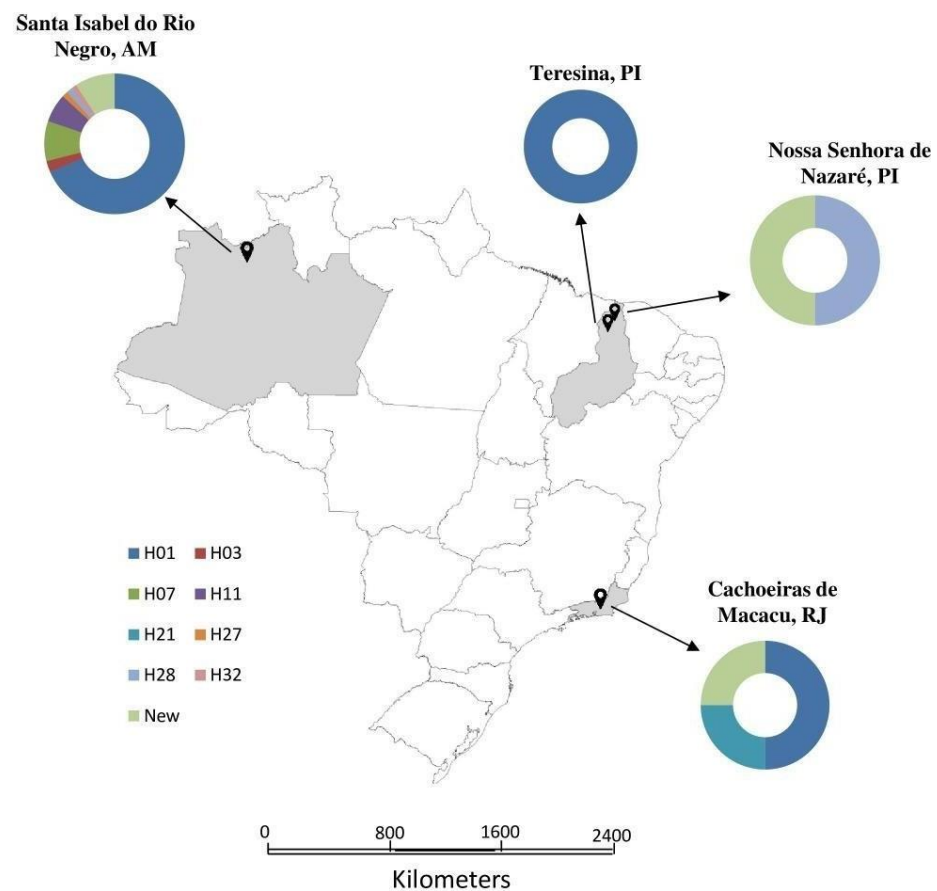 Santa Isabel do Rio
Negro, AM
Teresina, PI
Nossa Senhora de
Nazaré, PI
H01 H03
H07 H11
H21 H27
H28 H32
New
Cachoeiras de
Macacu, RJ
0 800 1600 2400
Kilometers